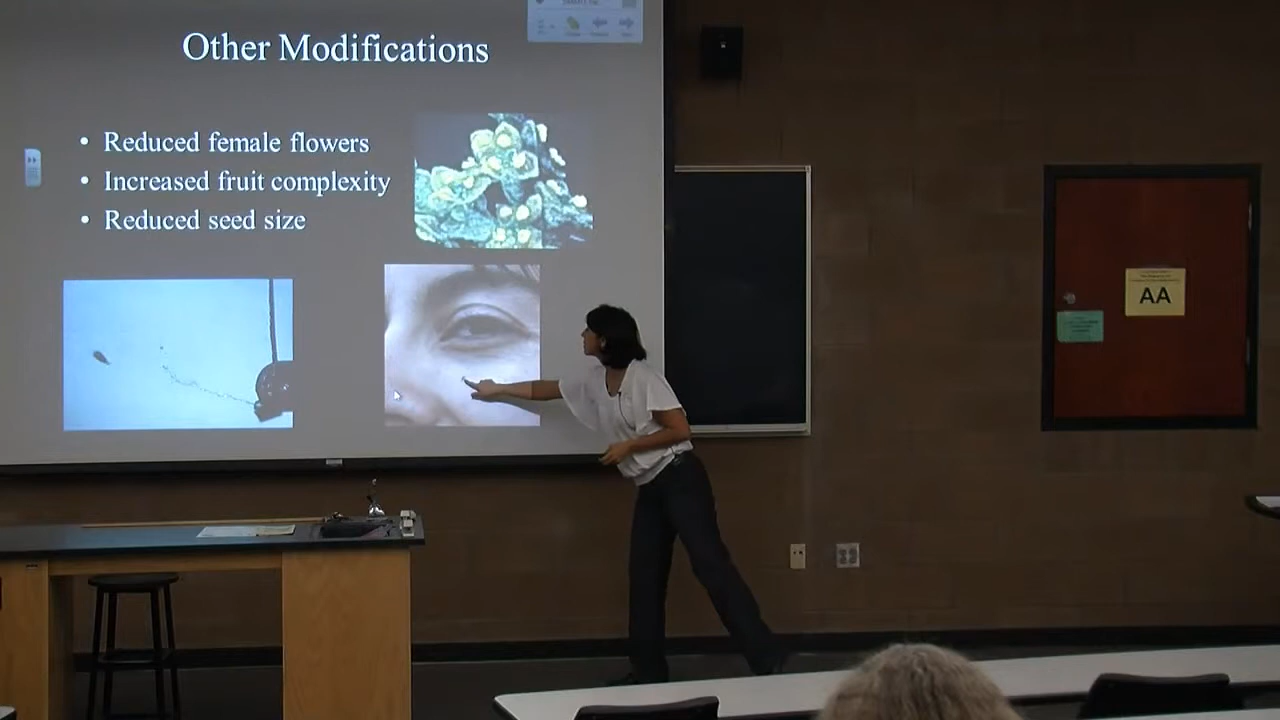 Other Modifications
• Reduced female flowers
• Increased fruit complexity
• Reduced seed size
AA